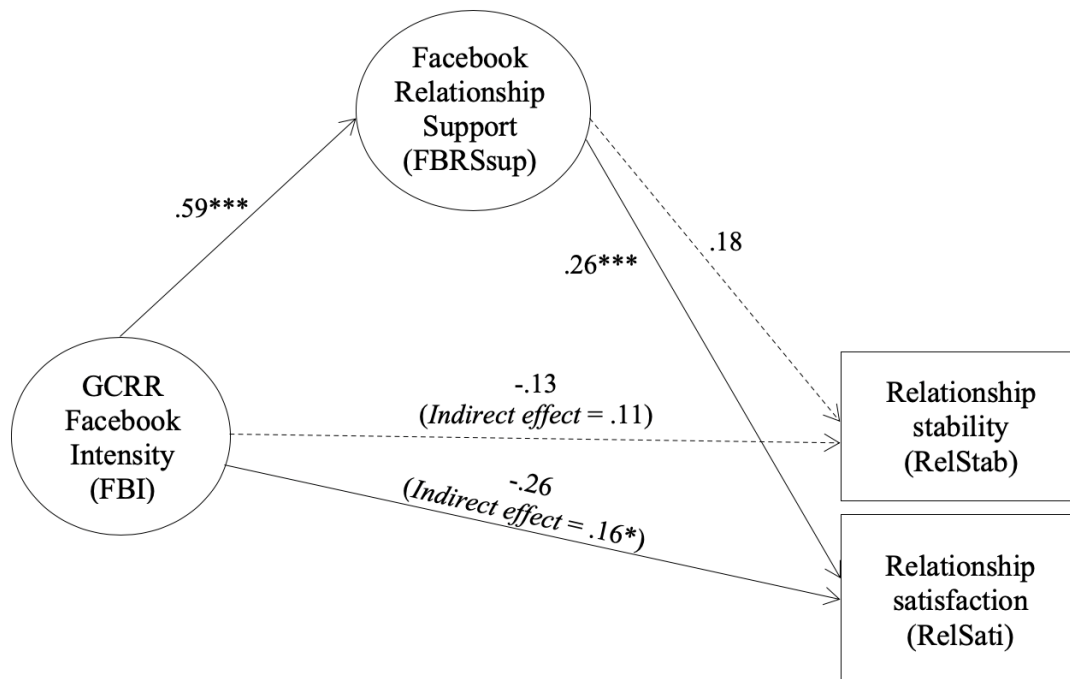 Facebook
Relationship
Support
(FBRSsup)
.59***
.18
.26***
GCRR
Facebook
Intensity
(FBI)
-.13
(Indirect effect = .11)
-.26
(Indirect effect = .16*)
Relationship
stability
(RelStab)
Relationship
satisfaction
(RelSati)